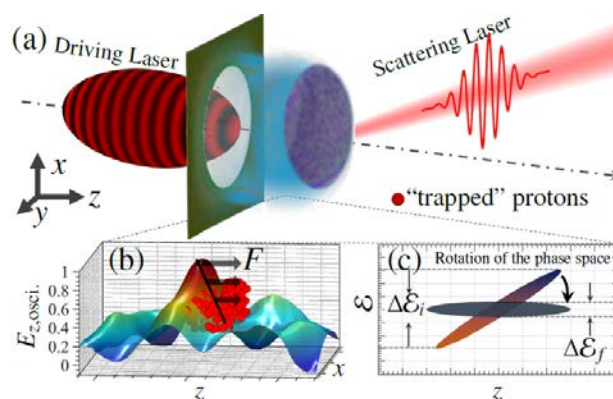 (a) Driving Laser
Scattering Laser
x
y
z
"trapped" protons
(b)
F
E_{z,osci.}
1
0.8
0.6
0.4
0.2
0
z
x
(c)
Rotation of the phase space
ℰ
Δℰ_i
Δℰ_f
z